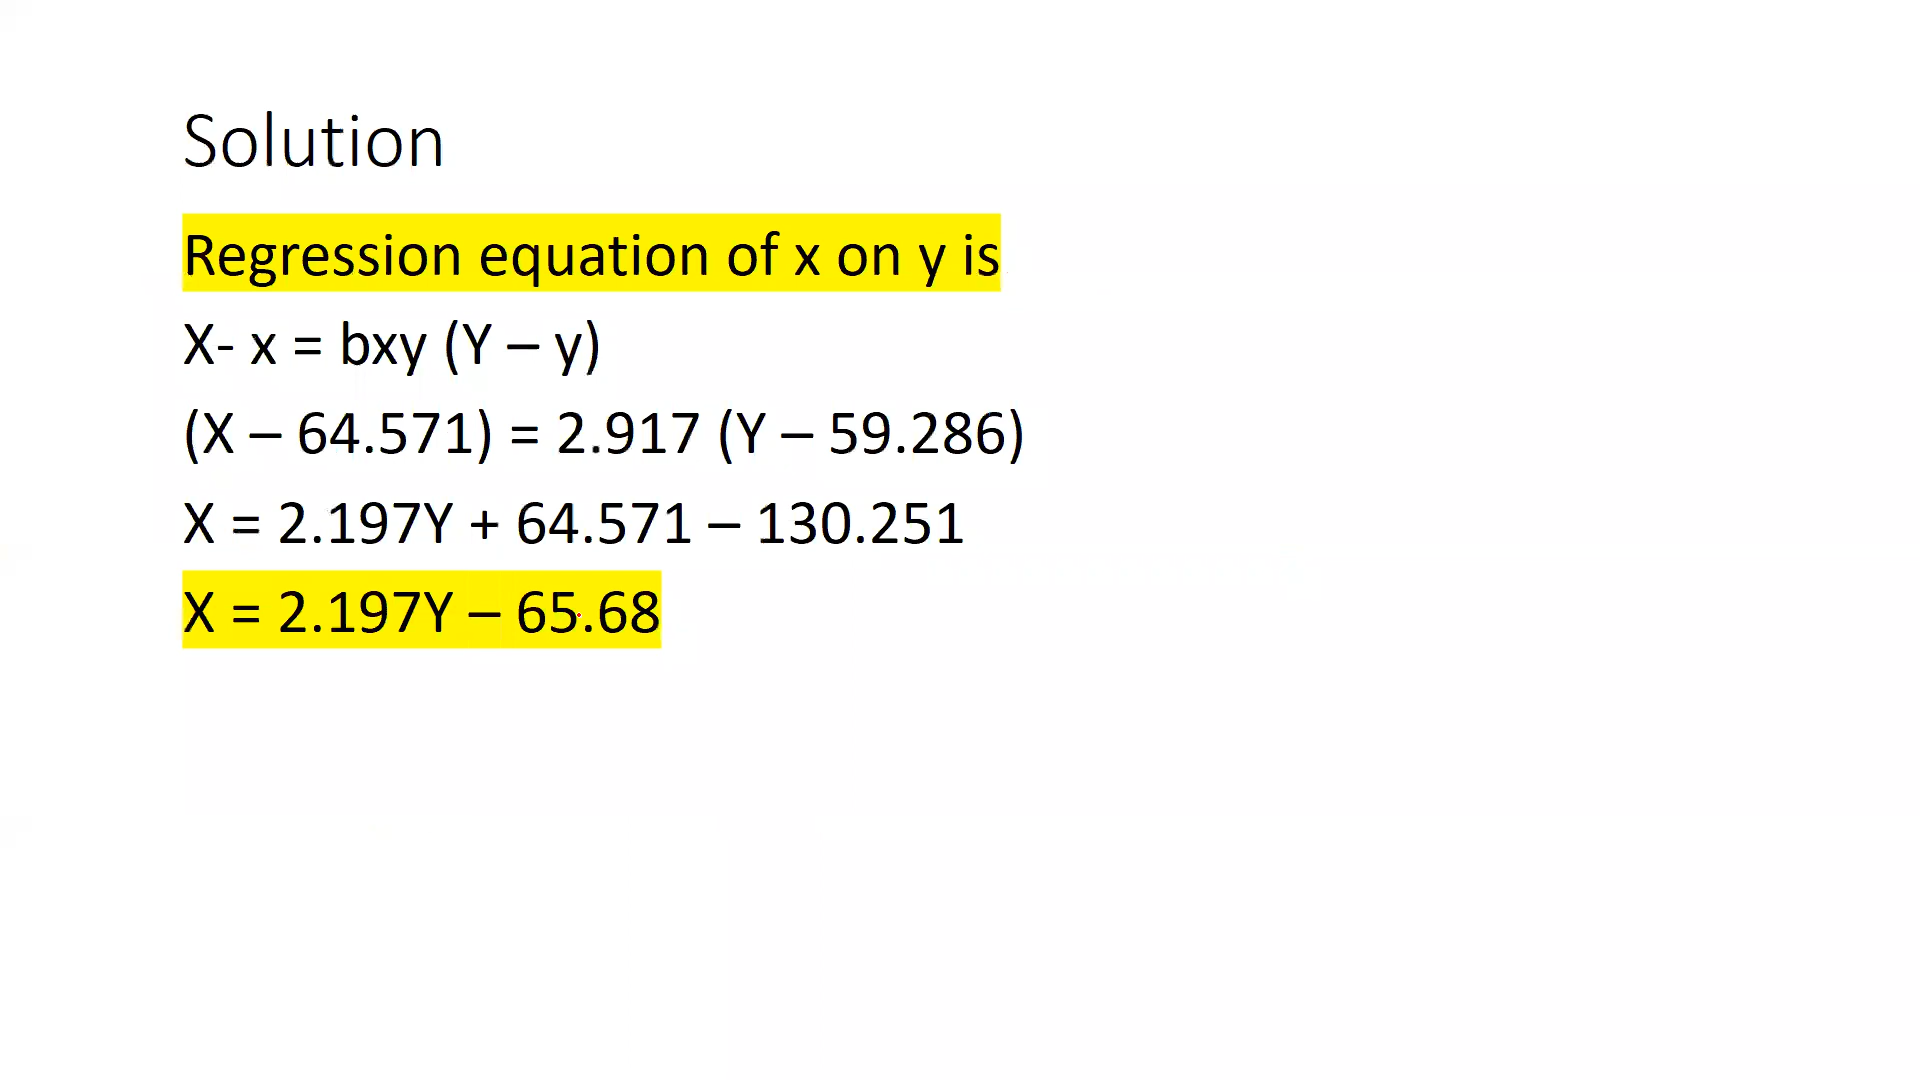 Solution
Regression equation of x on y is
X- x = bxy (Y – y)
(X – 64.571) = 2.917 (Y – 59.286)
X = 2.197Y + 64.571 – 130.251
X = 2.197Y – 65.68